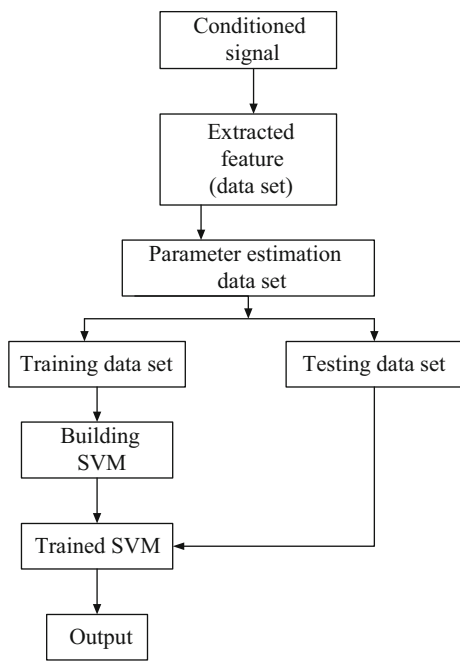 Conditioned
signal
Extracted
feature
(data set)
Parameter estimation
data set
Training data set
Testing data set
Building
SVM
Trained SVM
Output